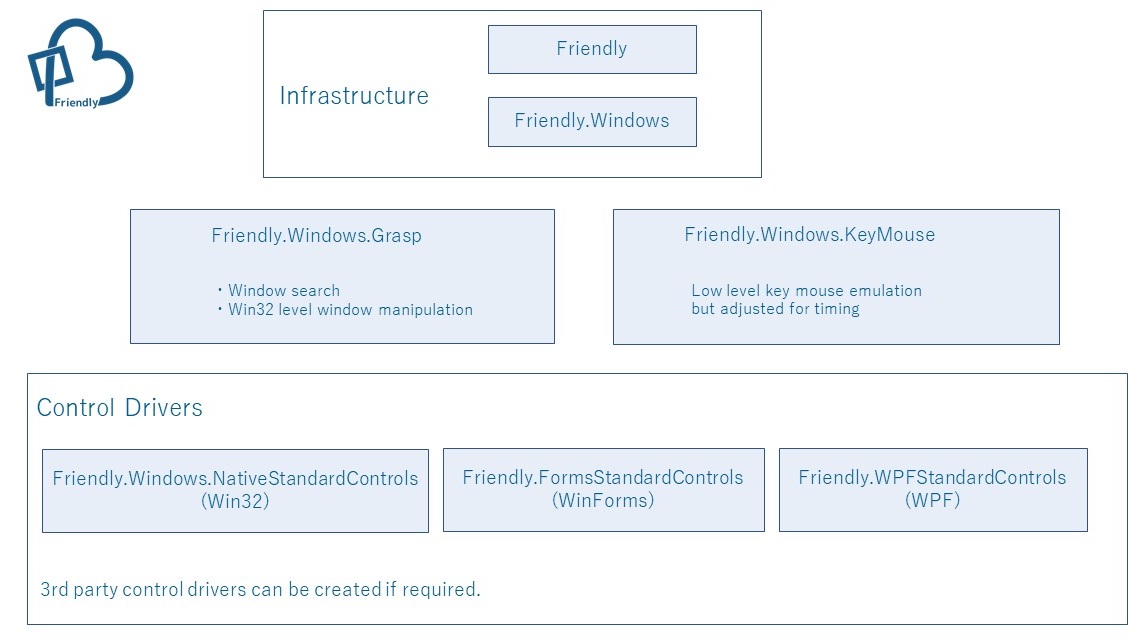 Friendly
Infrastructure
Friendly
Friendly.Windows
Friendly.Windows.Grasp
・Window search
・Win32 level window manipulation
Friendly.Windows.KeyMouse
Low level key mouse emulation
but adjusted for timing
Control Drivers
Friendly.Windows.NativeStandardControls
(Win32)
Friendly.FormsStandardControls
(WinForms)
Friendly.WPFStandardControls
(WPF)
3rd party control drivers can be created if required.